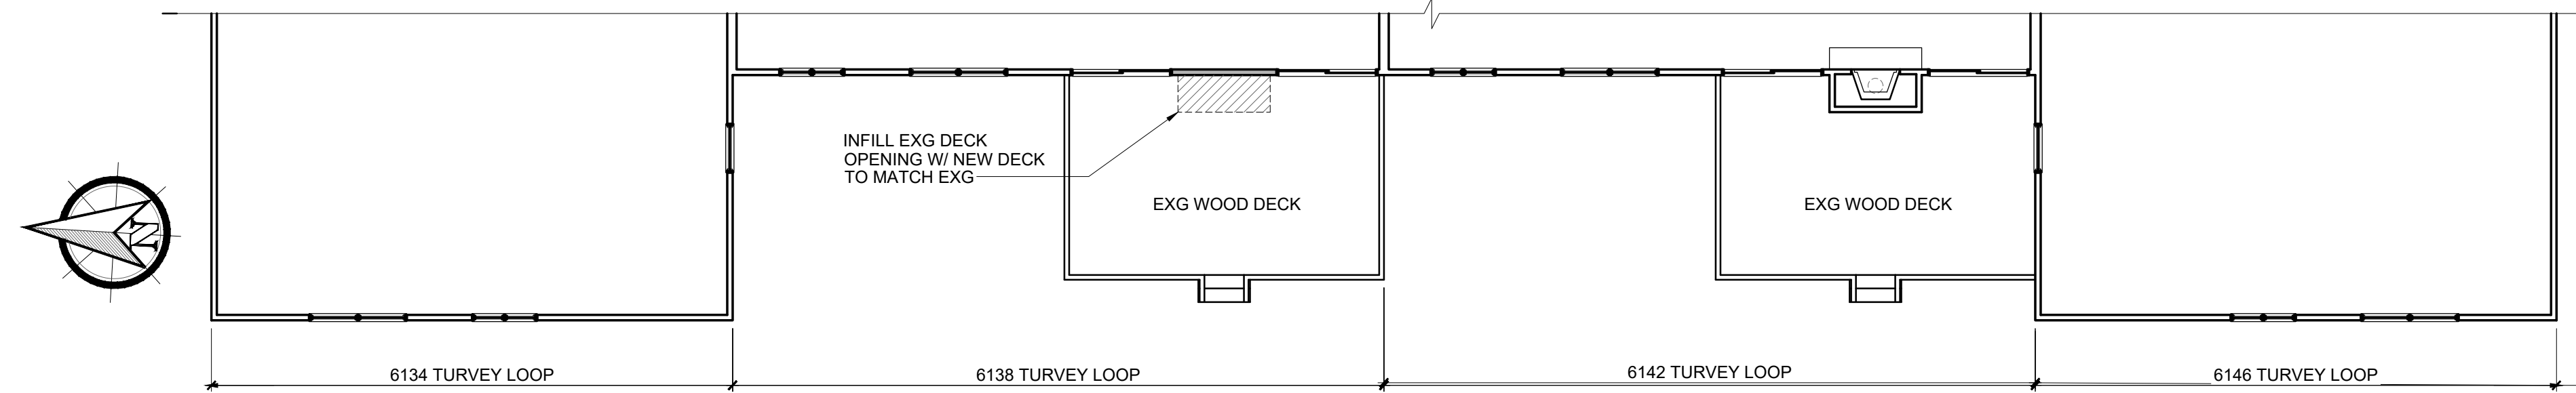 INFILL EXG DECK
OPENING W/ NEW DECK
TO MATCH EXG
EXG WOOD DECK
EXG WOOD DECK
N
6134 TURVEY LOOP
6138 TURVEY LOOP
6142 TURVEY LOOP
6146 TURVEY LOOP